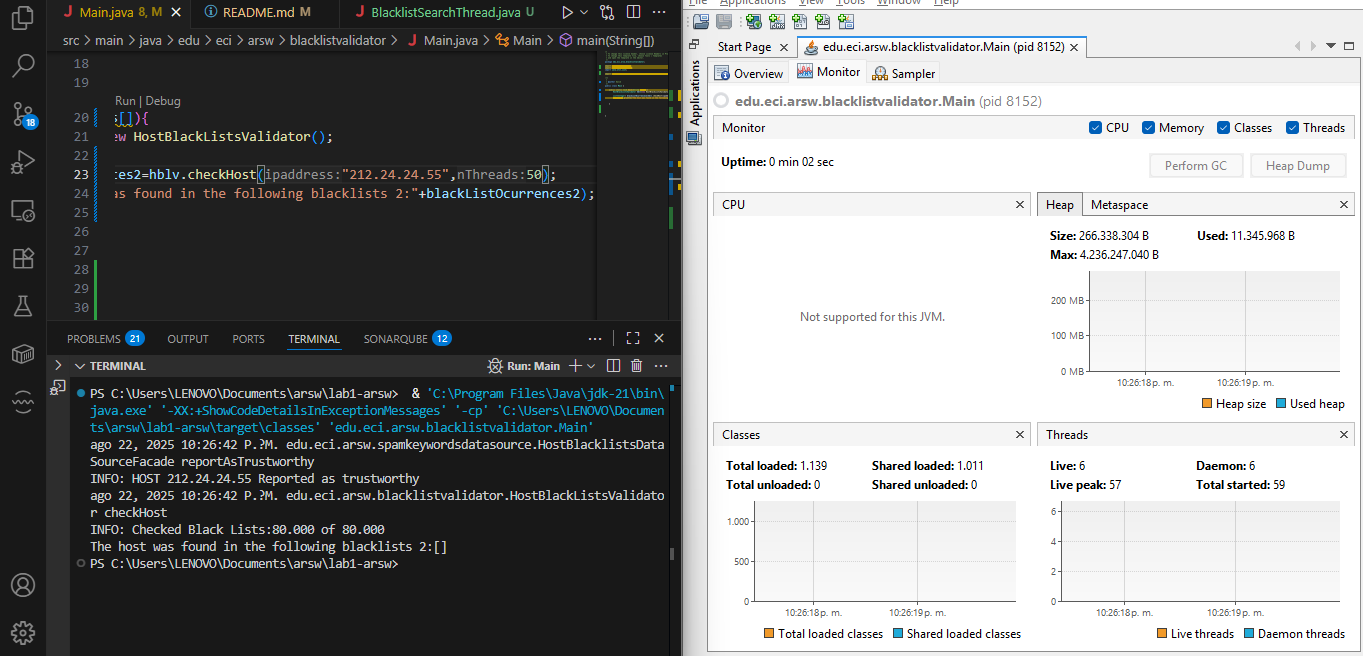 Main.java 8, M
README.md M
BlacklistSearchThread.java U
src > main > java > edu > eci > arsw > blacklistvalidator > Main.java > Main > main(String[])
18
19
Run | Debug
20 s[]){
21 ew HostBlackListsValidator();
22
23 ces2=hblv.checkHost(ipaddress:"212.24.24.55",nThreads:50);
24 as found in the following blacklists 2:"+blackListOcurrences2);
25
26
27
28
29
30
18
PROBLEMS 21 OUTPUT PORTS TERMINAL SONARQUBE 12
TERMINAL
Run: Main
PS C:\Users\LENOVO\Documents\arsw\lab1-arsw> & 'C:\Program Files\Java\jdk-21\bin\
java.exe' '-XX:+ShowCodeDetailsInExceptionMessages' '-cp' 'C:\Users\LENOVO\Documen
ts\arsw\lab1-arsw\target\classes' 'edu.eci.arsw.blacklistvalidator.Main'
ago 22, 2025 10:26:42 P.?M. edu.eci.arsw.spamkeywordsdatasource.HostBlacklistsData
SourceFacade reportAsTrustworthy
INFO: HOST 212.24.24.55 Reported as trustworthy
ago 22, 2025 10:26:42 P.?M. edu.eci.arsw.blacklistvalidator.HostBlackListsValidato
r checkHost
INFO: Checked Black Lists:80.000 of 80.000
The host was found in the following blacklists 2:[]
PS C:\Users\LENOVO\Documents\arsw\lab1-arsw>
File Applications View Tools Window Help
Applications
Start Page
edu.eci.arsw.blacklistvalidator.Main (pid 8152)
Overview Monitor Sampler
edu.eci.arsw.blacklistvalidator.Main (pid 8152)
Monitor
CPU Memory Classes Threads
Uptime: 0 min 02 sec
Perform GC Heap Dump
CPU
Not supported for this JVM.
Heap Metaspace
Size: 266.338.304 B Used: 11.345.968 B
Max: 4.236.247.040 B
200 MB
100 MB
0 MB
10:26:18 p. m. 10:26:19 p. m.
Heap size Used heap
Classes
Total loaded: 1.139 Shared loaded: 1.011
Total unloaded: 0 Shared unloaded: 0
1.000
500
0
10:26:18 p. m. 10:26:19 p. m.
Total loaded classes Shared loaded classes
Threads
Live: 6 Daemon: 6
Live peak: 57 Total started: 59
6
4
2
0
10:26:18 p. m. 10:26:19 p. m.
Live threads Daemon threads